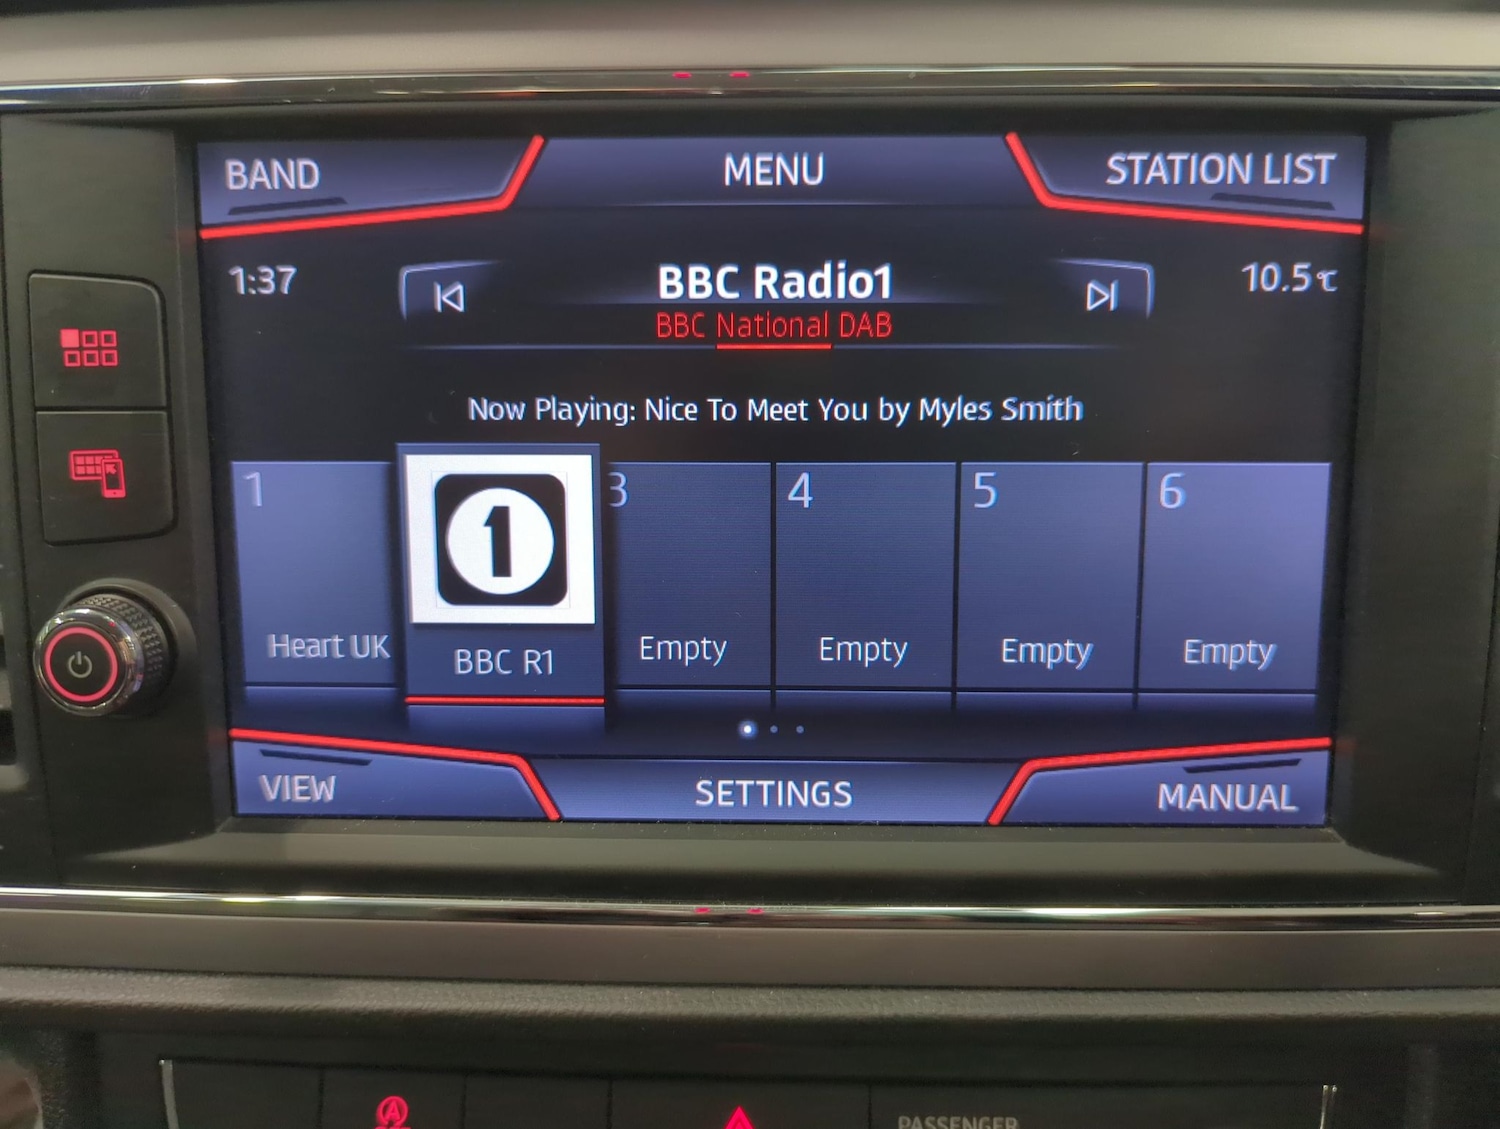 BAND
MENU
STATION LIST
1:37
BBC Radio1
10.5°C
BBC National DAB
Now Playing: Nice To Meet You by Myles Smith
1
1
3
4
5
6
Heart UK
BBC R1
Empty
Empty
Empty
Empty
VIEW
SETTINGS
MANUAL
A
PASSENGER